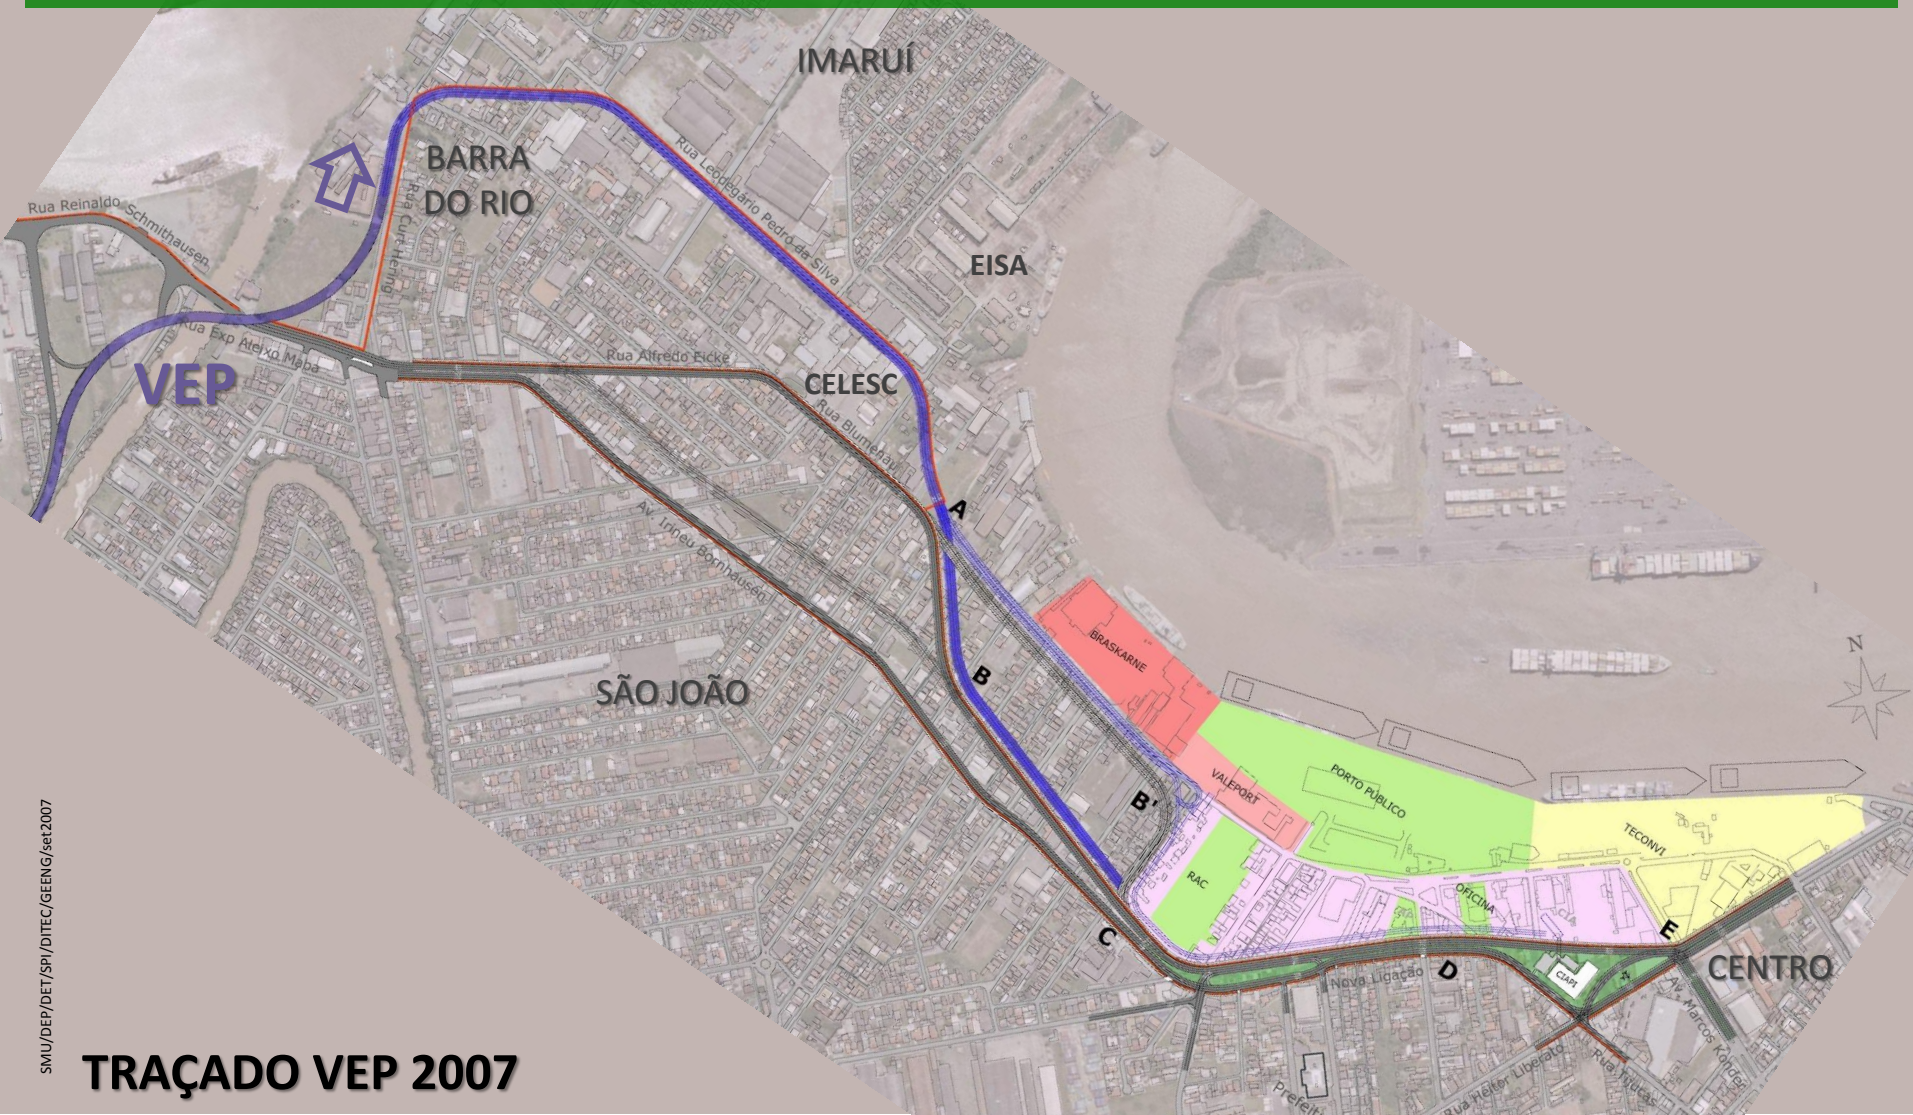 IMARUÍ
BARRA
DO RIO
Rua Leodegário Pedro da Silva
Rua Reinaldo Schmithausen
Rua Curt Hering
EISA
Rua Exp Aleixo Maba
VEP
Rua Alfredo Eicke
CELESC
Rua Blumenau
A
Av. Irineu Bornhausen
N
BRASKARNE
B
SÃO JOÃO
VALEPORT
PORTO PÚBLICO
B'
TECONVI
RAC
OFICINA
CIA
C
E
D
CENTRO
Nova Ligação
CIAPI
Av. Marcos Konder
Rua Heitor Liberato
Rua Tijucas
Prefeit
SMU/DEP/DET/SPI/DITEC/GEENG/set2007
TRAÇADO VEP 2007